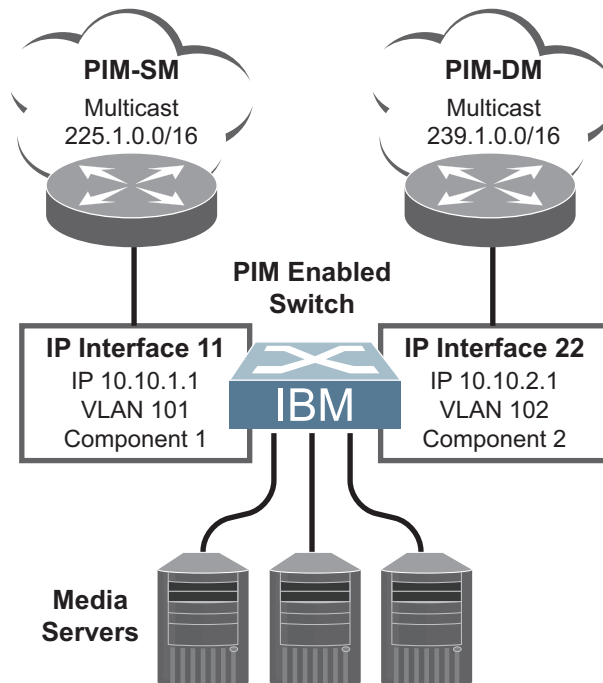 PIM-SM
Multicast
225.1.0.0/16
PIM-DM
Multicast
239.1.0.0/16
PIM Enabled
Switch
IP Interface 11
IP 10.10.1.1
VLAN 101
Component 1
IBM
IP Interface 22
IP 10.10.2.1
VLAN 102
Component 2
Media
Servers